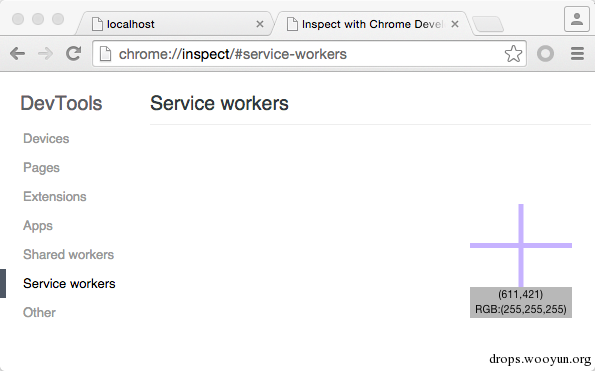 localhost
Inspect with Chrome Devel
chrome://inspect/#service-workers
DevTools
Service workers
Devices
Pages
Extensions
Apps
Shared workers
Service workers
Other
(611,421)
RGB:(255,255,255)
drops.wooyun.org